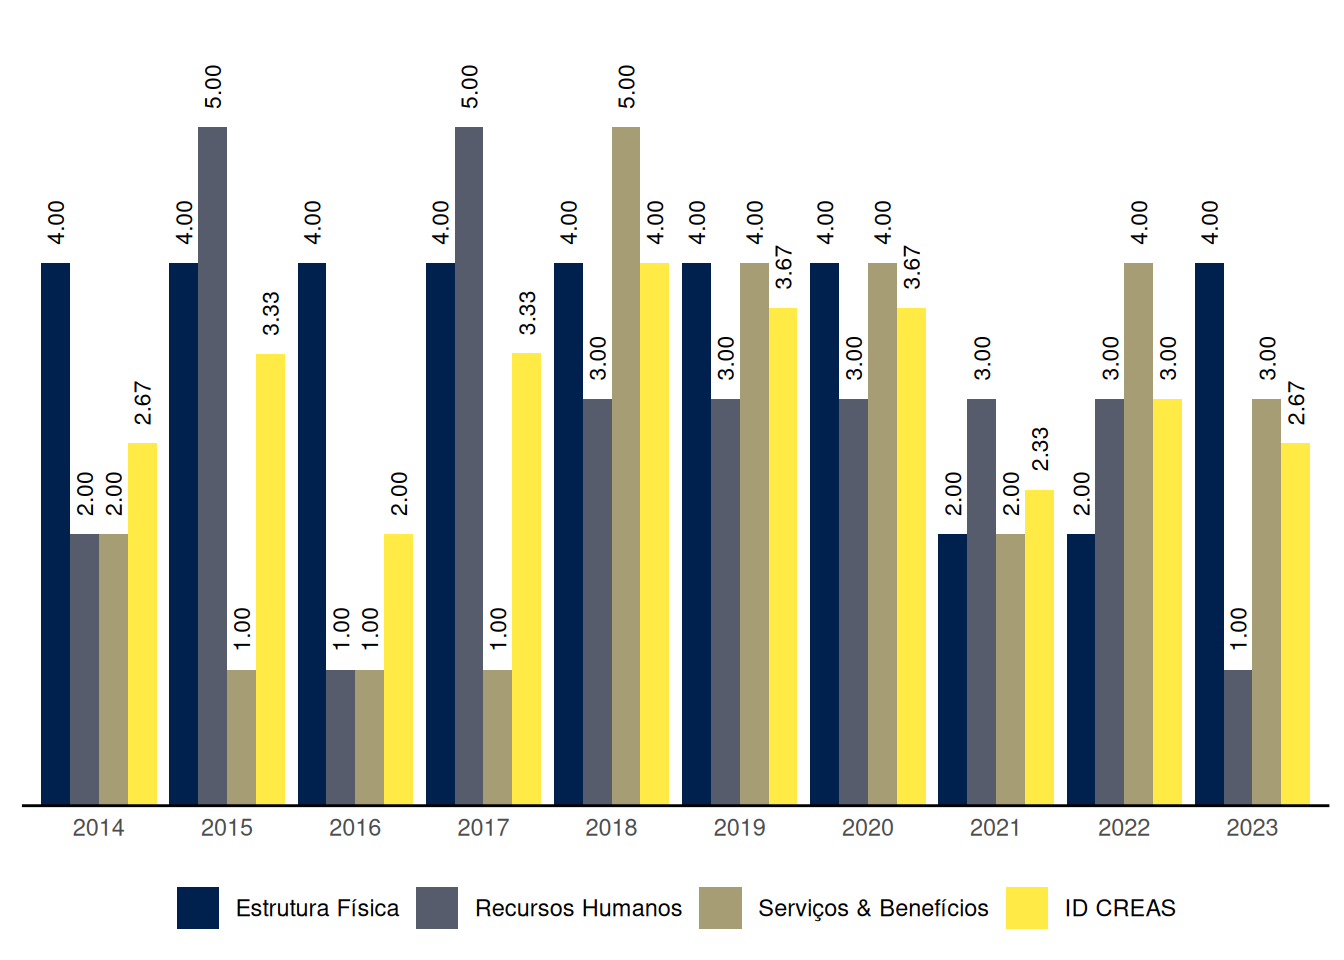 4.00 2.00 2.00 2.67
4.00 5.00 1.00 3.33
4.00 1.00 1.00 2.00
4.00 5.00 1.00 3.33
4.00 3.00 5.00 4.00
4.00 3.00 4.00 3.67
4.00 3.00 4.00 3.67
2.00 3.00 2.00 2.33
2.00 3.00 4.00 3.00
4.00 1.00 3.00 2.67
2014 2015 2016 2017 2018 2019 2020 2021 2022 2023
Estrutura Física Recursos Humanos Serviços & Benefícios ID CREAS